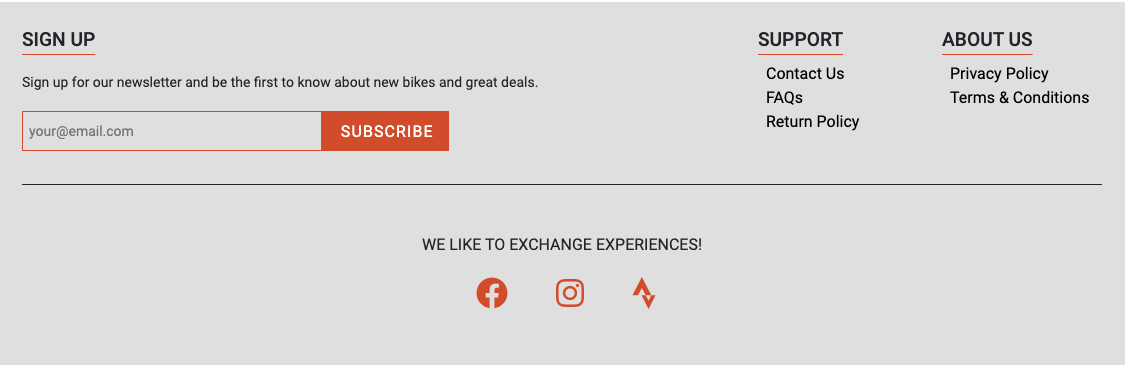 SIGN UP
Sign up for our newsletter and be the first to know about new bikes and great deals.
your@email.com
SUBSCRIBE
SUPPORT
Contact Us
FAQs
Return Policy
ABOUT US
Privacy Policy
Terms & Conditions
WE LIKE TO EXCHANGE EXPERIENCES!